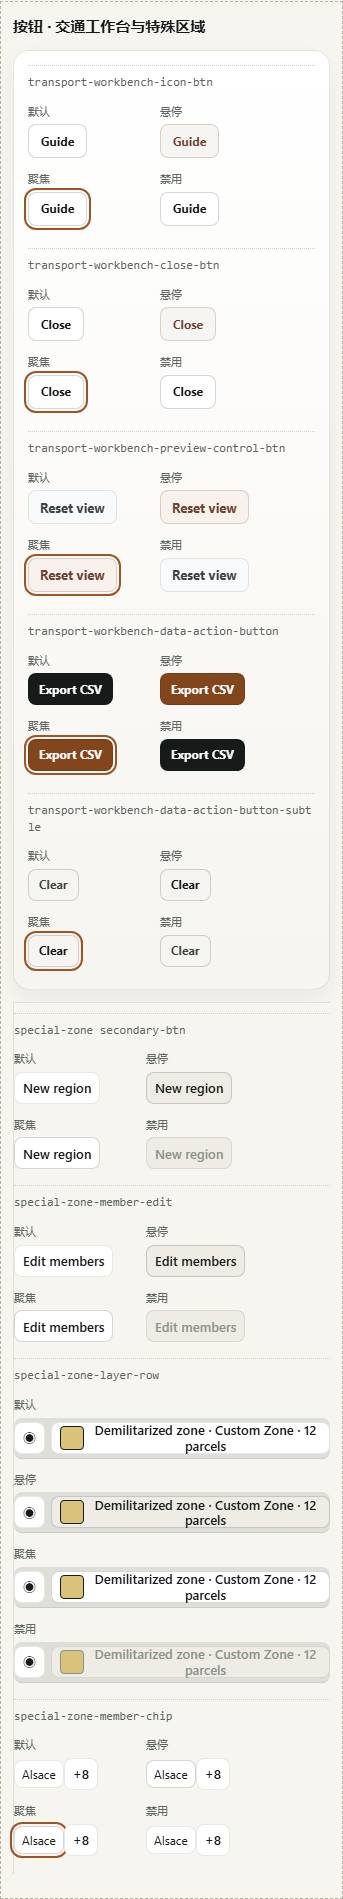 按钮 · 交通工作台与特殊区域
transport-workbench-icon-btn
默认 悬停
Guide Guide
聚焦 禁用
Guide Guide
transport-workbench-close-btn
默认 悬停
Close Close
聚焦 禁用
Close Close
transport-workbench-preview-control-btn
默认 悬停
Reset view Reset view
聚焦 禁用
Reset view Reset view
transport-workbench-data-action-button
默认 悬停
Export CSV Export CSV
聚焦 禁用
Export CSV Export CSV
transport-workbench-data-action-button-subt
le
默认 悬停
Clear Clear
聚焦 禁用
Clear Clear
special-zone secondary-btn
默认 悬停
New region New region
聚焦 禁用
New region New region
special-zone-member-edit
默认 悬停
Edit members Edit members
聚焦 禁用
Edit members Edit members
special-zone-layer-row
默认
Demilitarized zone · Custom Zone · 12
parcels
悬停
Demilitarized zone · Custom Zone · 12
parcels
聚焦
Demilitarized zone · Custom Zone · 12
parcels
禁用
Demilitarized zone · Custom Zone · 12
parcels
special-zone-member-chip
默认 悬停
Alsace +8 Alsace +8
聚焦 禁用
Alsace +8 Alsace +8